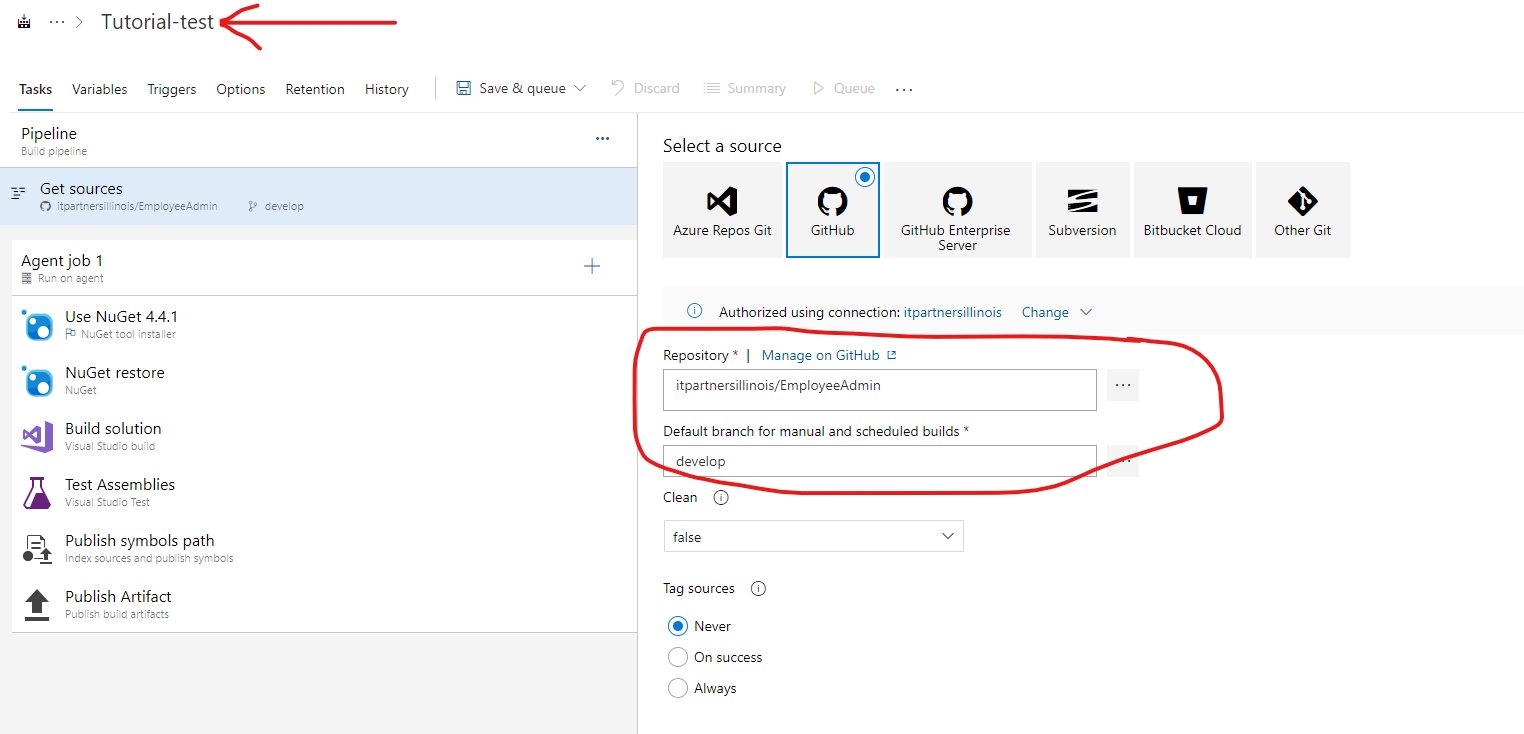 ··· > Tutorial-test
Tasks Variables Triggers Options Retention History Save & queue Discard Summary Queue ···
Pipeline
Build pipeline
Get sources
itpartnersillinois/EmployeeAdmin develop
Agent job 1
Run on agent
Use NuGet 4.4.1
NuGet tool installer
NuGet restore
NuGet
Build solution
Visual Studio build
Test Assemblies
Visual Studio Test
Publish symbols path
Index sources and publish symbols
Publish Artifact
Publish build artifacts
Select a source
Azure Repos Git
GitHub
GitHub Enterprise
Server
Subversion
Bitbucket Cloud
Other Git
Authorized using connection: itpartnersillinois Change
Repository * | Manage on GitHub
itpartnersillinois/EmployeeAdmin
Default branch for manual and scheduled builds *
develop
Clean
false
Tag sources
Never
On success
Always